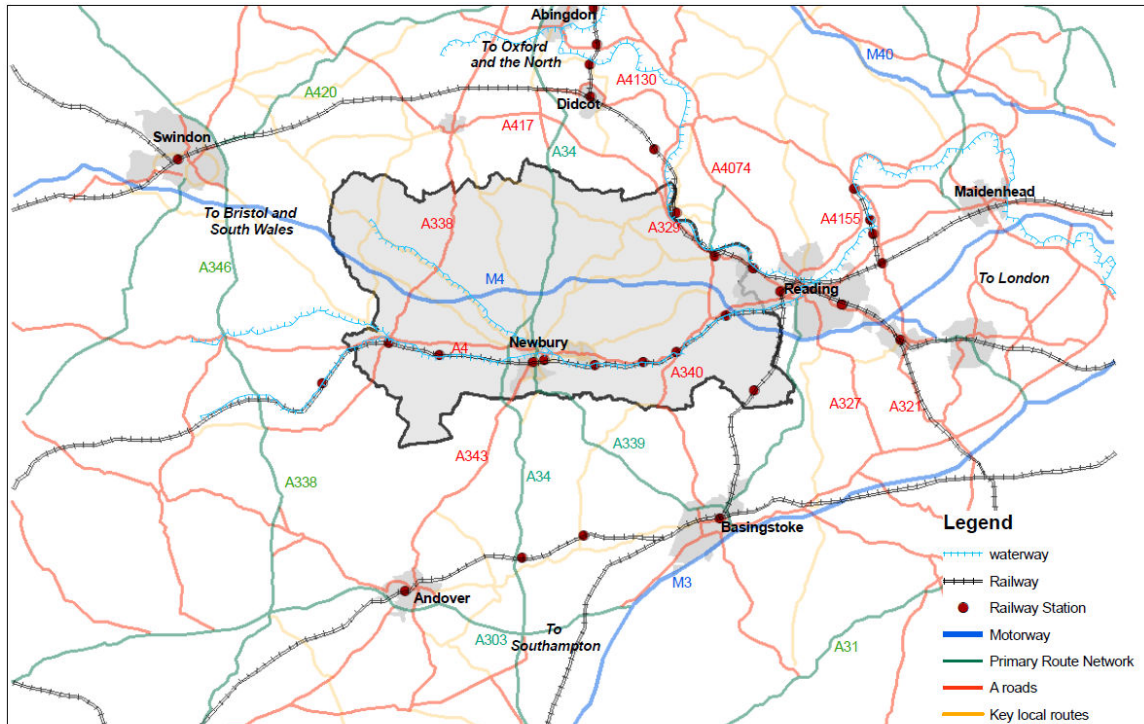 Abingdon
To Oxford
and the North
M40
A4130
A420
Didcot
A417
Swindon
A34
A4074
Maidenhead
To Bristol and
South Wales
A338
A329
A4155
A346
M4
Reading
To London
Newbury
A4
A340
A327
A321
A339
A343
A338
A34
Basingstoke
M3
Andover
To
Southampton
A303
A31
Legend
waterway
Railway
Railway Station
Motorway
Primary Route Network
A roads
Key local routes